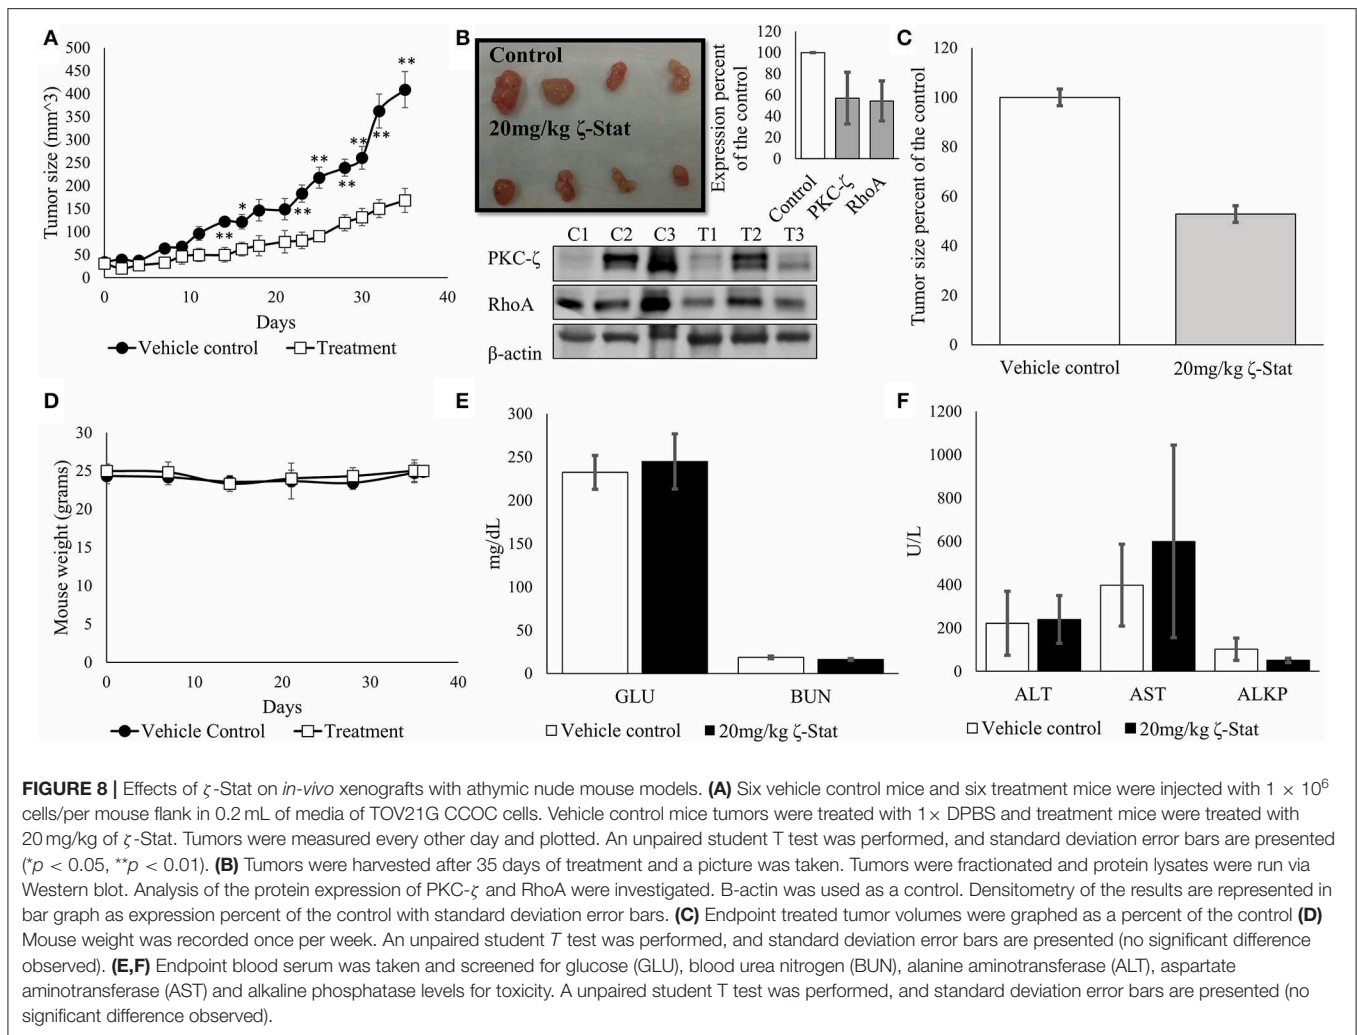 A
Tumor size (mm^3)
500
450
400
350
300
250
200
150
100
50
0
**
**
**
**
**
*
**
**
0 10 20 30 40
Days
Vehicle control Treatment
B
Control
20mg/kg ζ-Stat
Expression percent
of the control
120
100
80
60
40
20
0
Control
PKC-ζ
RhoA
C1 C2 C3 T1 T2 T3
PKC-ζ
RhoA
β-actin
C
Tumor size percent of the control
120
100
80
60
40
20
0
Vehicle control 20mg/kg ζ-Stat
D
Mouse weight (grams)
30
25
20
15
10
5
0
0 10 20 30 40
Days
Vehicle Control Treatment
E
mg/dL
300
250
200
150
100
50
0
GLU BUN
Vehicle control 20mg/kg ζ-Stat
F
U/L
1200
1000
800
600
400
200
0
ALT AST ALKP
Vehicle control 20mg/kg ζ-Stat
FIGURE 8 | Effects of ζ-Stat on in-vivo xenografts with athymic nude mouse models. (A) Six vehicle control mice and six treatment mice were injected with 1 × 10⁶
cells/per mouse flank in 0.2 mL of media of TOV21G CCOC cells. Vehicle control mice tumors were treated with 1× DPBS and treatment mice were treated with
20 mg/kg of ζ-Stat. Tumors were measured every other day and plotted. An unpaired student T test was performed, and standard deviation error bars are presented
(*p < 0.05, **p < 0.01). (B) Tumors were harvested after 35 days of treatment and a picture was taken. Tumors were fractionated and protein lysates were run via
Western blot. Analysis of the protein expression of PKC-ζ and RhoA were investigated. B-actin was used as a control. Densitometry of the results are represented in
bar graph as expression percent of the control with standard deviation error bars. (C) Endpoint treated tumor volumes were graphed as a percent of the control (D)
Mouse weight was recorded once per week. An unpaired student T test was performed, and standard deviation error bars are presented (no significant difference
observed). (E,F) Endpoint blood serum was taken and screened for glucose (GLU), blood urea nitrogen (BUN), alanine aminotransferase (ALT), aspartate
aminotransferase (AST) and alkaline phosphatase levels for toxicity. A unpaired student T test was performed, and standard deviation error bars are presented (no
significant difference observed).